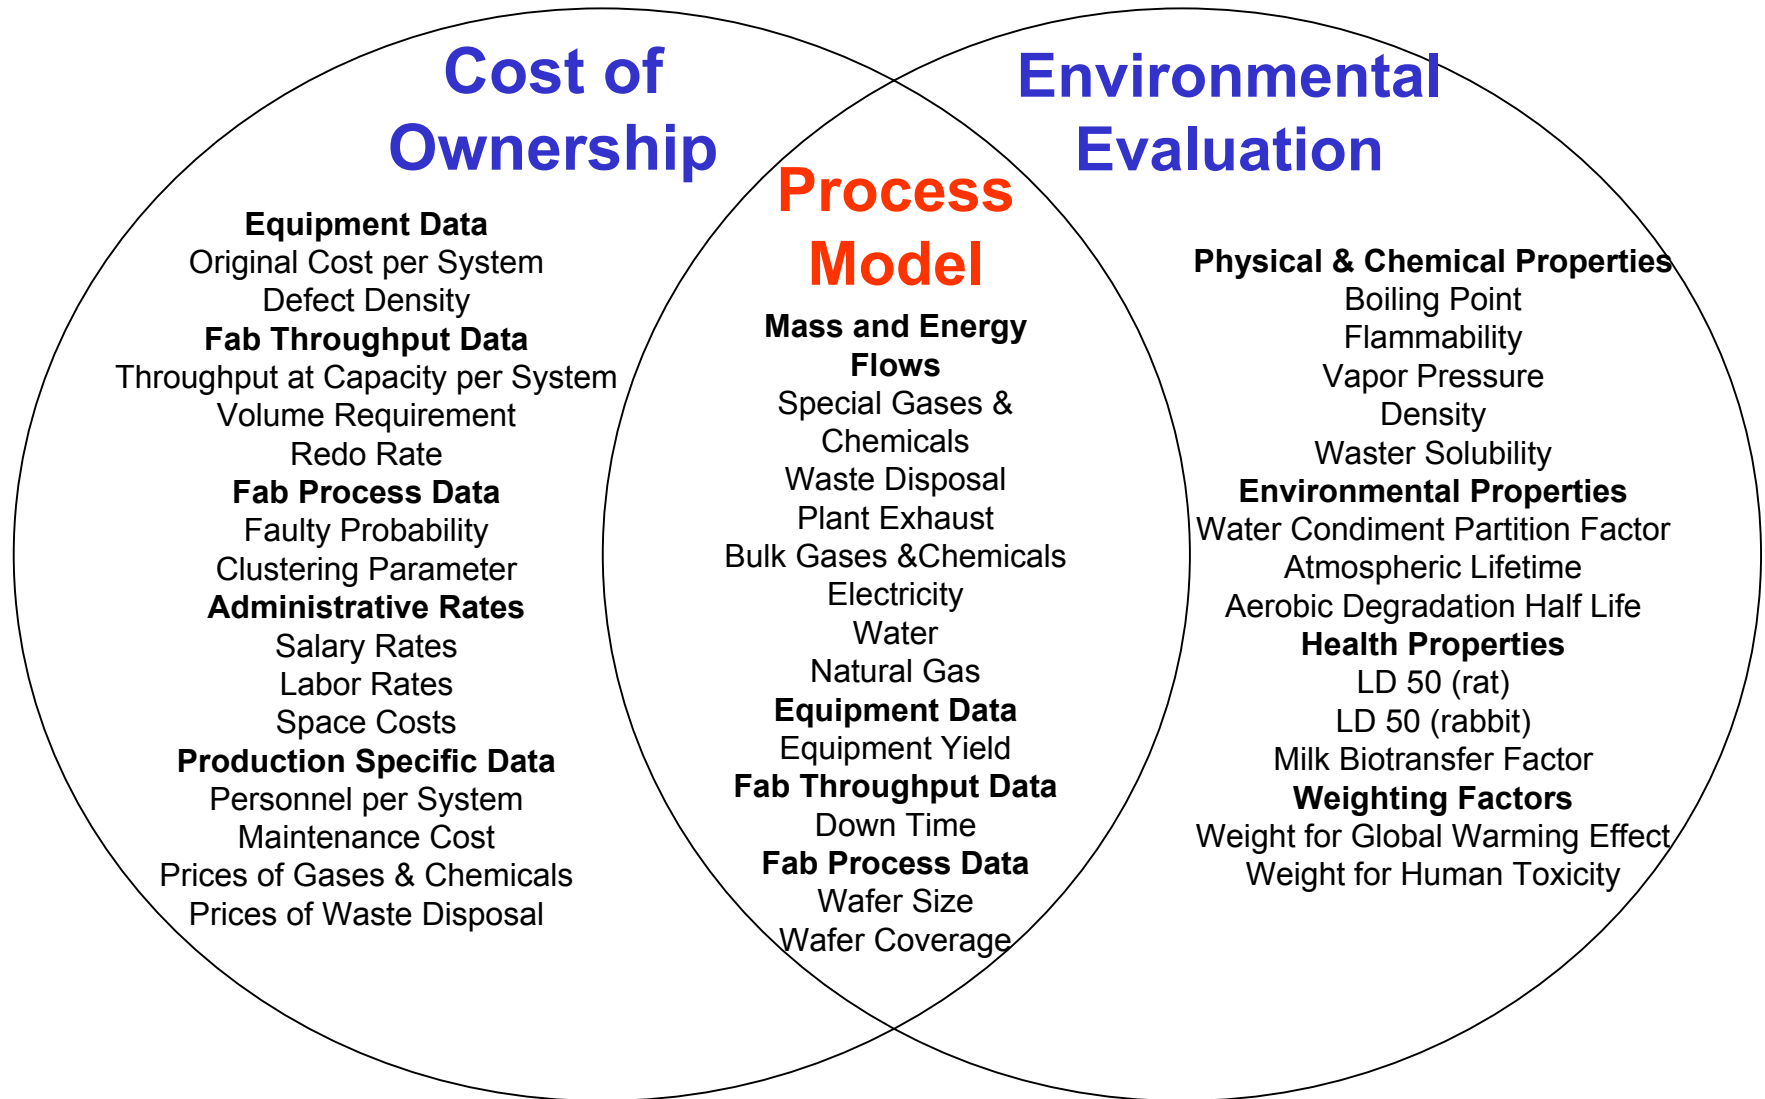 Cost of
Ownership
Equipment Data
Original Cost per System
Defect Density
Fab Throughput Data
Throughput at Capacity per System
Volume Requirement
Redo Rate
Fab Process Data
Faulty Probability
Clustering Parameter
Administrative Rates
Salary Rates
Labor Rates
Space Costs
Production Specific Data
Personnel per System
Maintenance Cost
Prices of Gases & Chemicals
Prices of Waste Disposal
Process
Model
Mass and Energy
Flows
Special Gases &
Chemicals
Waste Disposal
Plant Exhaust
Bulk Gases &Chemicals
Electricity
Water
Natural Gas
Equipment Data
Equipment Yield
Fab Throughput Data
Down Time
Fab Process Data
Wafer Size
Wafer Coverage
Environmental
Evaluation
Physical & Chemical Properties
Boiling Point
Flammability
Vapor Pressure
Density
Waster Solubility
Environmental Properties
Water Condiment Partition Factor
Atmospheric Lifetime
Aerobic Degradation Half Life
Health Properties
LD 50 (rat)
LD 50 (rabbit)
Milk Biotransfer Factor
Weighting Factors
Weight for Global Warming Effect
Weight for Human Toxicity